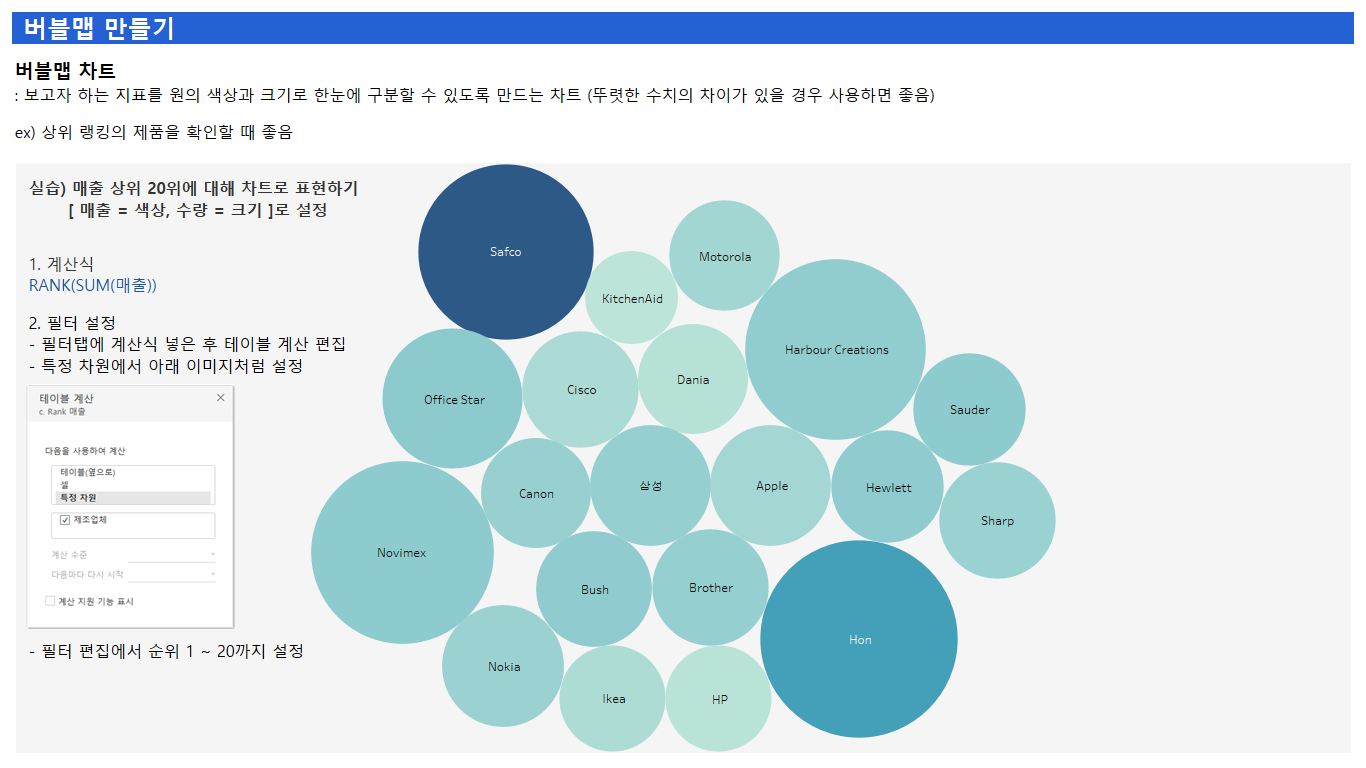 버블맵 만들기
버블맵 차트
: 보고자 하는 지표를 원의 색상과 크기로 한눈에 구분할 수 있도록 만드는 차트 (뚜렷한 수치의 차이가 있을 경우 사용하면 좋음)
ex) 상위 랭킹의 제품을 확인할 때 좋음
실습) 매출 상위 20위에 대해 차트로 표현하기
[ 매출 = 색상, 수량 = 크기 ]로 설정
1. 계산식
RANK(SUM(매출))
2. 필터 설정
- 필터탭에 계산식 넣은 후 테이블 계산 편집
- 특정 차원에서 아래 이미지처럼 설정
테이블 계산
c. Rank 매출
다음을 사용하여 계산
테이블(옆으로)
셀
특정 차원
제조업체
계산 수준
다음마다 다시 시작
계산 지원 기능 표시
- 필터 편집에서 순위 1 ~ 20까지 설정
Safco
Motorola
KitchenAid
Harbour Creations
Dania
Cisco
Office Star
Sauder
Canon
삼성
Apple
Hewlett
Sharp
Novimex
Bush
Brother
Hon
Nokia
Ikea
HP